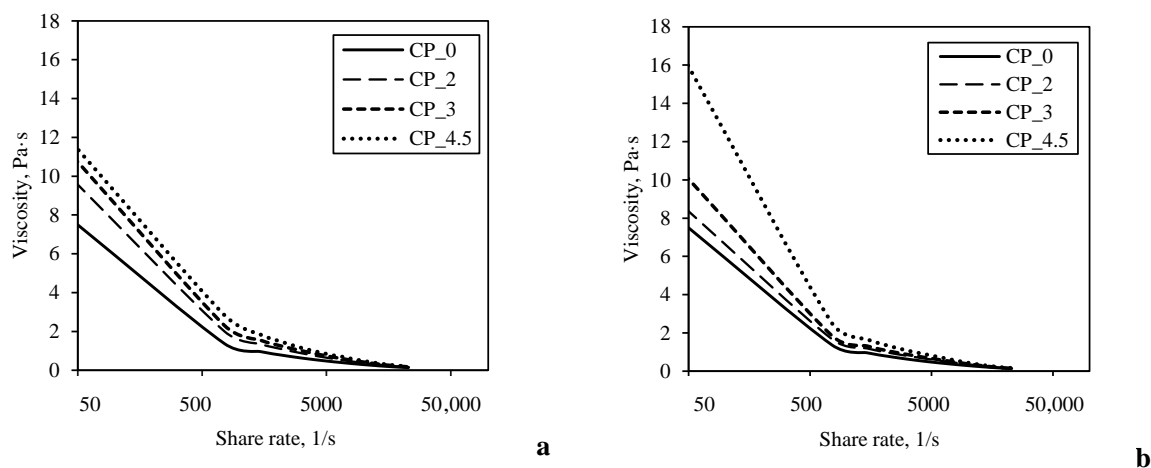 18
16
14
12
10
8
6
4
2
0
Viscosity, Pa·s
CP_0
CP_2
CP_3
CP_4.5
50
500
5000
50,000
Share rate, 1/s
a
18
16
14
12
10
8
6
4
2
0
Viscosity, Pa·s
CP_0
CP_2
CP_3
CP_4.5
50
500
5000
50,000
Share rate, 1/s
b